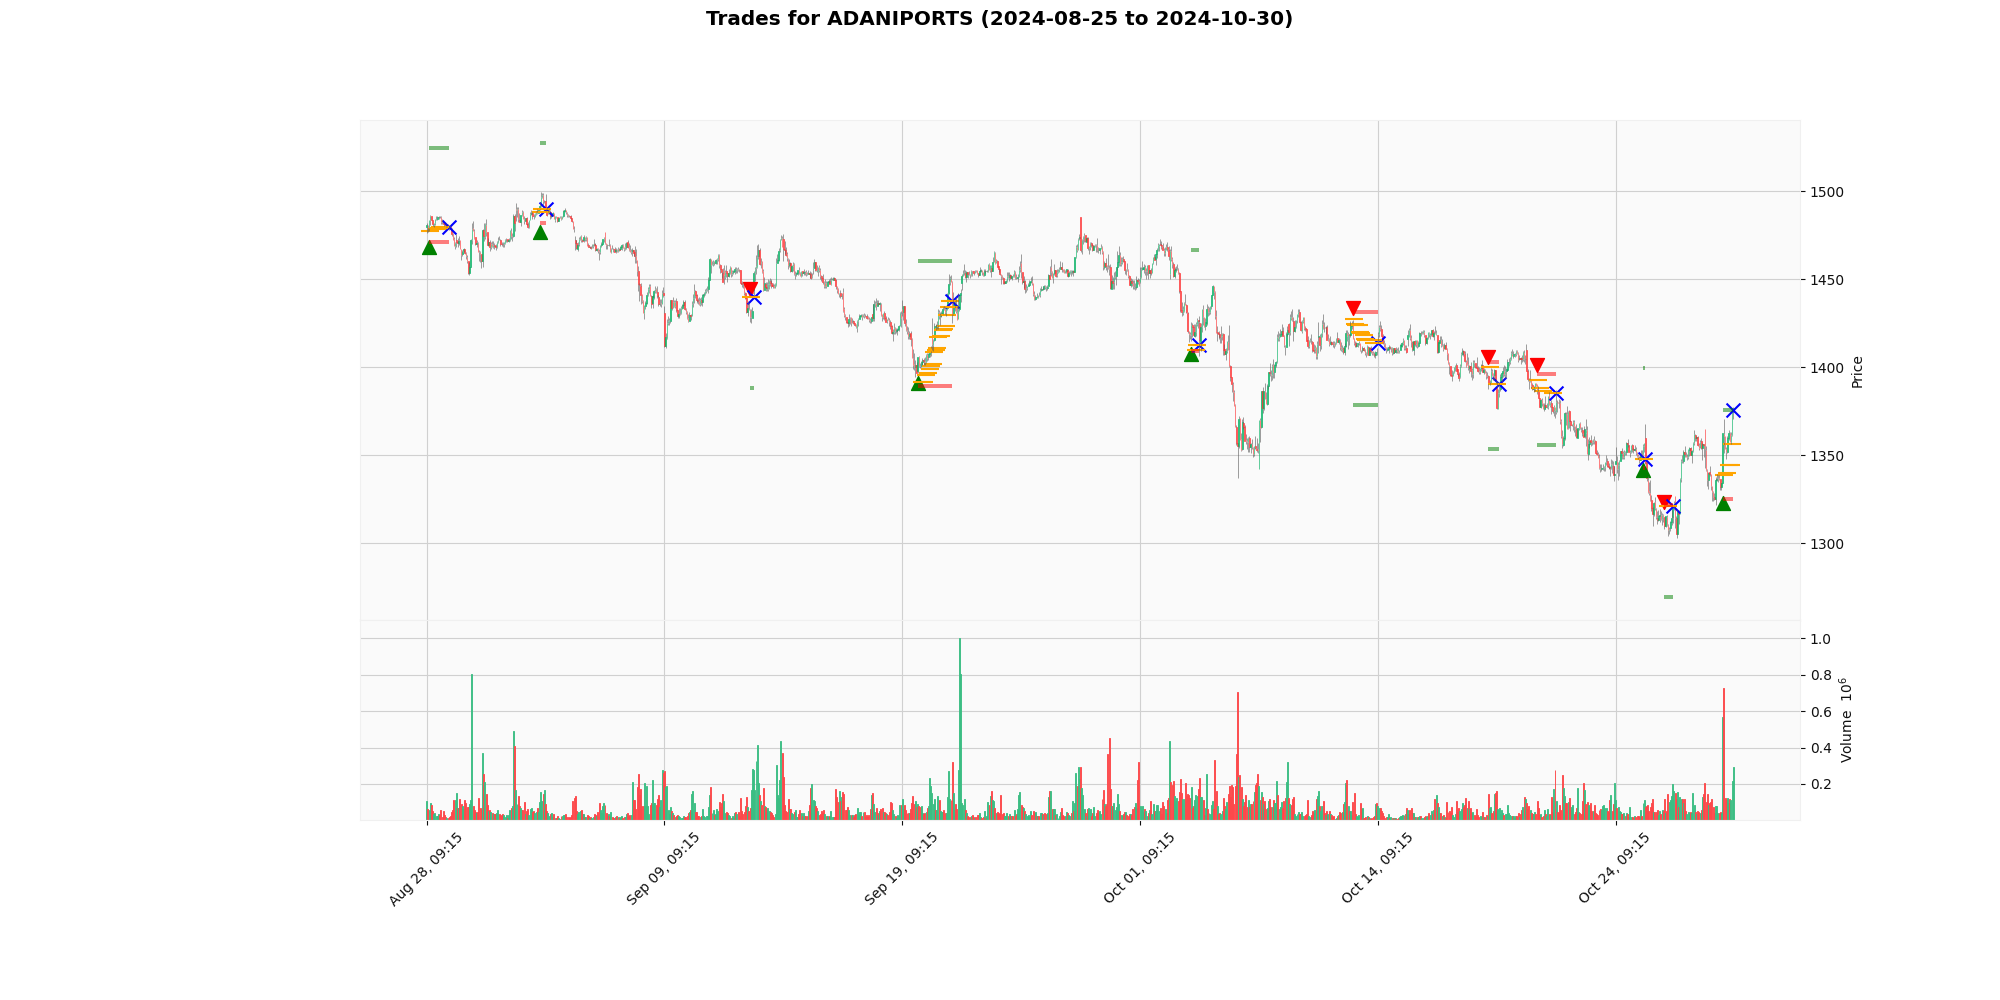 Trades for ADANIPORTS (2024-08-25 to 2024-10-30)
1500
1450
1400
1350
1300
Price
1.0
0.8
0.6
0.4
0.2
Volume 10^6
Aug 28, 09:15
Sep 09, 09:15
Sep 19, 09:15
Oct 01, 09:15
Oct 14, 09:15
Oct 24, 09:15